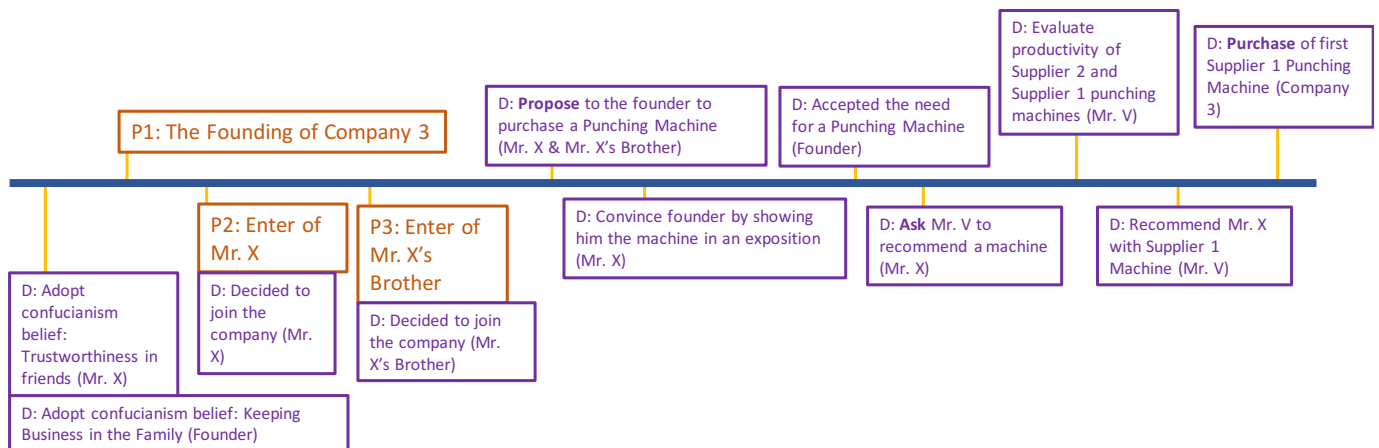 P1: The Founding of Company 3
D: Propose to the founder to
purchase a Punching Machine
(Mr. X & Mr. X's Brother)
D: Accepted the need
for a Punching Machine
(Founder)
D: Evaluate
productivity of
Supplier 2 and
Supplier 1 punching
machines (Mr. V)
D: Purchase of first
Supplier 1 Punching
Machine (Company
3)
D: Adopt
confucianism
belief:
Trustworthiness in
friends (Mr. X)
D: Adopt confucianism belief: Keeping
Business in the Family (Founder)
P2: Enter of
Mr. X
D: Decided to
join the
company (Mr.
X)
P3: Enter of
Mr. X's
Brother
D: Decided to join
the company (Mr.
X's Brother)
D: Convince founder by showing
him the machine in an exposition
(Mr. X)
D: Ask Mr. V to
recommend a machine
(Mr. X)
D: Recommend Mr. X
with Supplier 1
Machine (Mr. V)